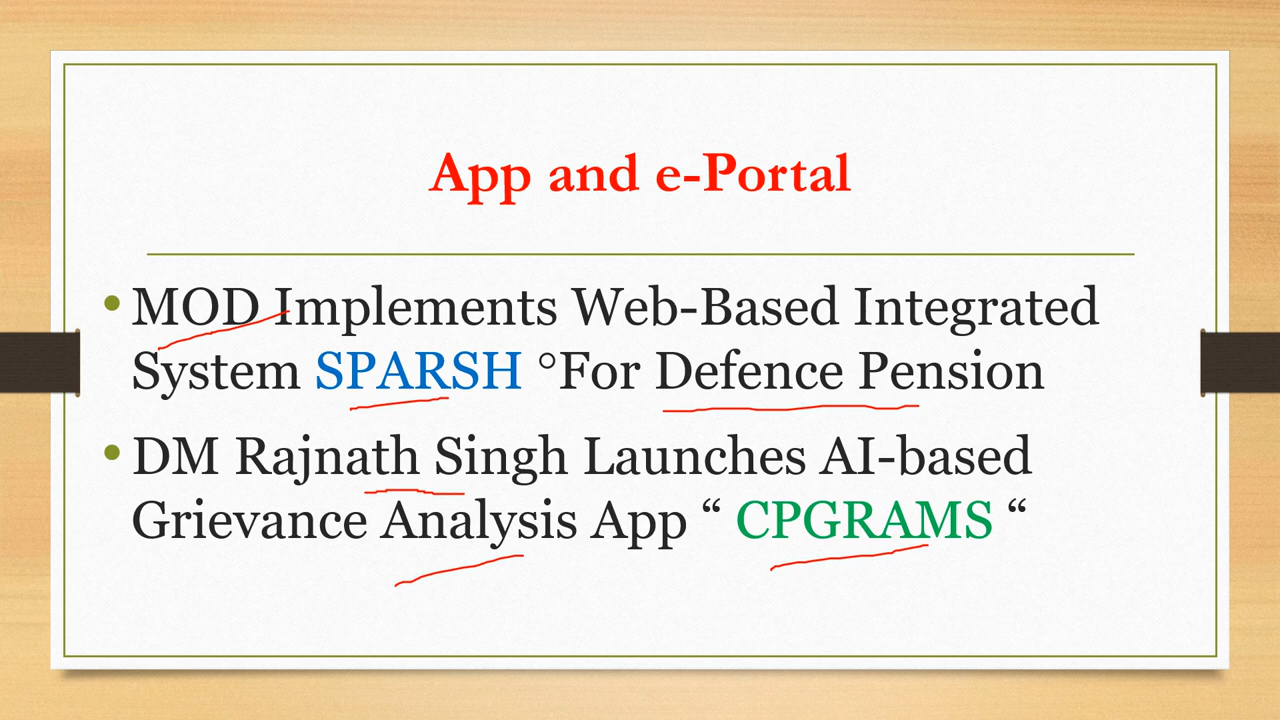 App and e-Portal
• MOD Implements Web-Based Integrated
System SPARSH °For Defence Pension
• DM Rajnath Singh Launches AI-based
Grievance Analysis App “ CPGRAMS “